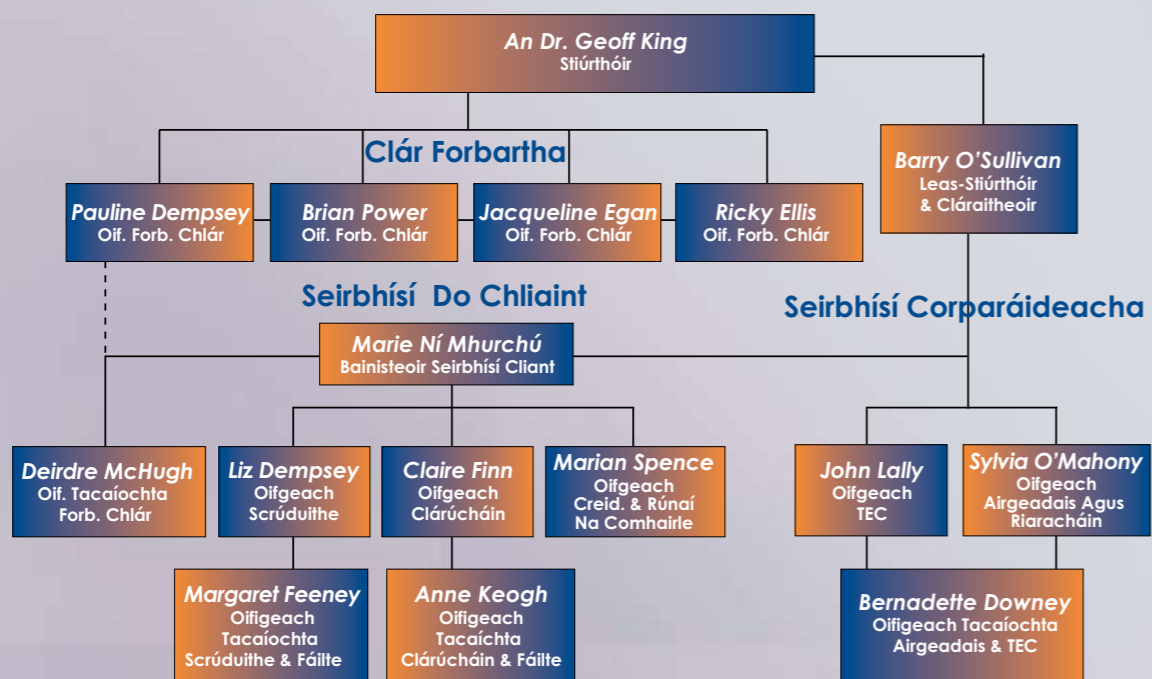 An Dr. Geoff King
Stiúrthóir
Clár Forbartha
Barry O’Sullivan
Leas-Stiúrthóir
& Cláraitheoir
Pauline Dempsey
Oif. Forb. Chlár
Brian Power
Oif. Forb. Chlár
Jacqueline Egan
Oif. Forb. Chlár
Ricky Ellis
Oif. Forb. Chlár
Seirbhísí Do Chliaint
Seirbhísí Corparáideacha
Marie Ní Mhurchú
Bainisteoir Seirbhísí Cliant
Deirdre McHugh
Oif. Tacaíochta
Forb. Chlár
Liz Dempsey
Oifgeach
Scrúduithe
Claire Finn
Oifgeach
Clárúcháin
Marian Spence
Oifgeach
Creid. & Rúnaí
Na Comhairle
John Lally
Oifgeach
TEC
Sylvia O’Mahony
Oifgeach
Airgeadais Agus
Riaracháin
Margaret Feeney
Oifigeach
Tacaíochta
Scrúduithe & Fáilte
Anne Keogh
Oifigeach
Tacaíchta
Clárúcháin & Fáilte
Bernadette Downey
Oifigeach Tacaíochta
Airgeadais & TEC